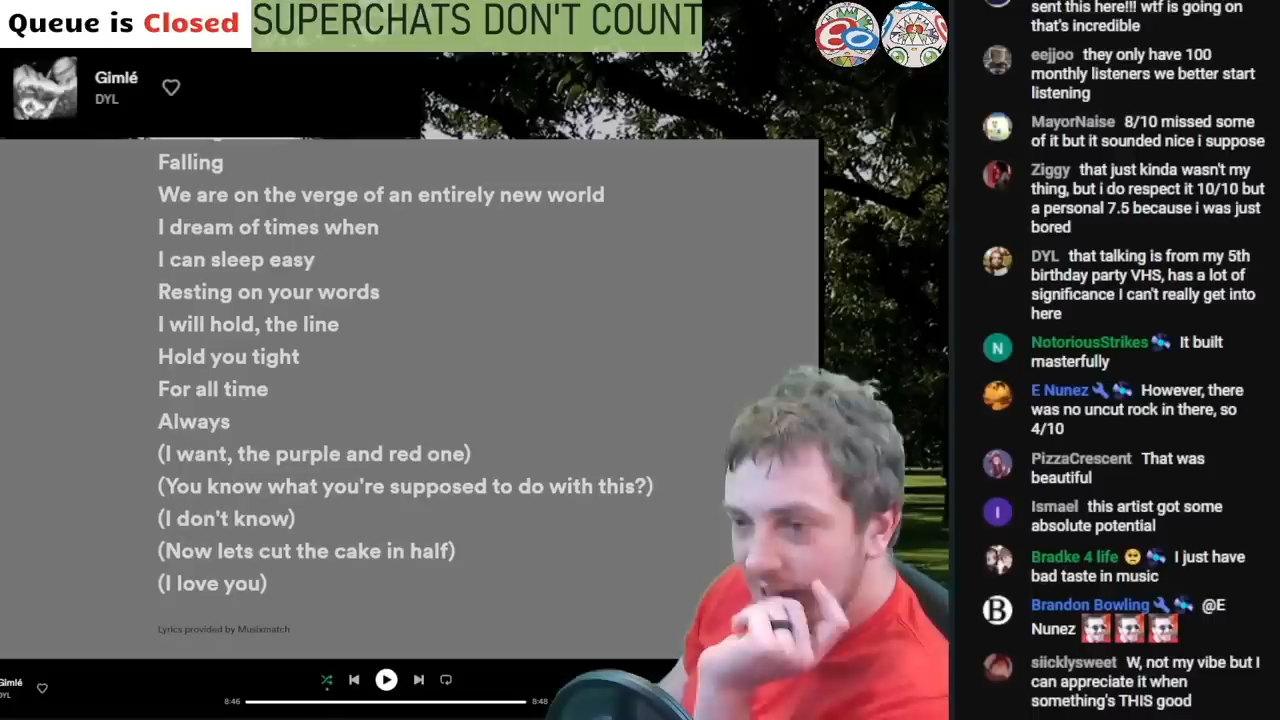 Queue is Closed
SUPERCHATS DON'T COUNT
Gimlé
DYL
Falling
We are on the verge of an entirely new world
I dream of times when
I can sleep easy
Resting on your words
I will hold, the line
Hold you tight
For all time
Always
(I want, the purple and red one)
(You know what you're supposed to do with this?)
(I don't know)
(Now lets cut the cake in half)
(I love you)
Lyrics provided by Musixmatch
Gimlé
DYL
8:46
8:48
sent this here!!! wtf is going on
that's incredible
eejjoo they only have 100
monthly listeners we better start
listening
MayorNaise 8/10 missed some
of it but it sounded nice i suppose
Ziggy that just kinda wasn't my
thing, but i do respect it 10/10 but
a personal 7.5 because i was just
bored
DYL that talking is from my 5th
birthday party VHS, has a lot of
significance I can't really get into
here
N
NotoriousStrikes It built
masterfully
E Nunez However, there
was no uncut rock in there, so
4/10
PizzaCrescent That was
beautiful
I
Ismael this artist got some
absolute potential
Bradke 4 life I just have
bad taste in music
B
Brandon Bowling @E
Nunez
siicklysweet W, not my vibe but I
can appreciate it when
something's THIS good